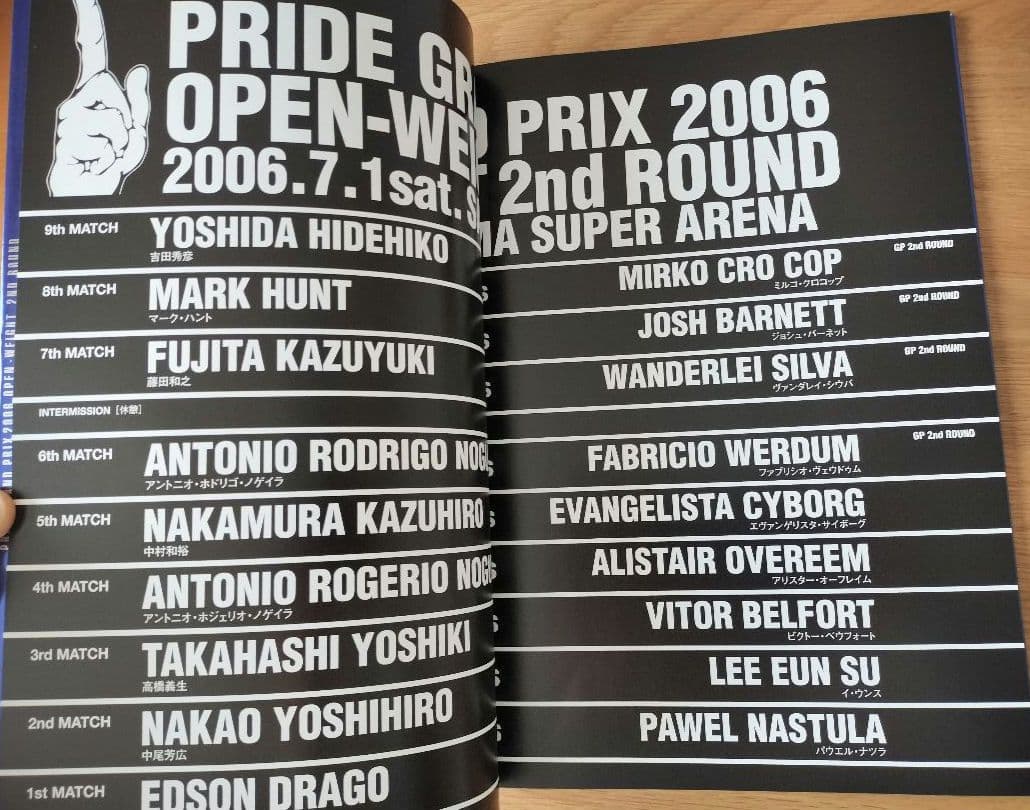 PRIX 2006 OPEN-WEIGHT 2ND ROUND
PRIDE GR
OPEN-WE
2006.7.1sat.
9th MATCH YOSHIDA HIDEHIKO
吉田秀彦
8th MATCH MARK HUNT
マーク・ハント
7th MATCH FUJITA KAZUYUKI
藤田和之
INTERMISSION [休憩]
6th MATCH ANTONIO RODRIGO NOGU
アントニオ・ホドリゴ・ノゲイラ
5th MATCH NAKAMURA KAZUHIRO
中村和裕
4th MATCH ANTONIO ROGERIO NOGU
アントニオ・ホジェリオ・ノゲイラ
3rd MATCH TAKAHASHI YOSHIKI
高橋義生
2nd MATCH NAKAO YOSHIHIRO
中尾芳広
1st MATCH EDSON DRAGO
PRIX 2006
2nd ROUND
MA SUPER ARENA
MIRKO CRO COP GP 2nd ROUND
ミルコ・クロコップ
JOSH BARNETT GP 2nd ROUND
ジョシュ・バーネット
WANDERLEI SILVA GP 2nd ROUND
ヴァンダレイ・シウバ
FABRICIO WERDUM GP 2nd ROUND
ファブリシオ・ヴェウドゥム
EVANGELISTA CYBORG
エヴァンゲリスタ・サイボーグ
ALISTAIR OVEREEM
アリスター・オーフレイム
VITOR BELFORT
ビクトー・ベウフォート
LEE EUN SU
イ・ウンス
PAWEL NASTULA
パウエル・ナツラ